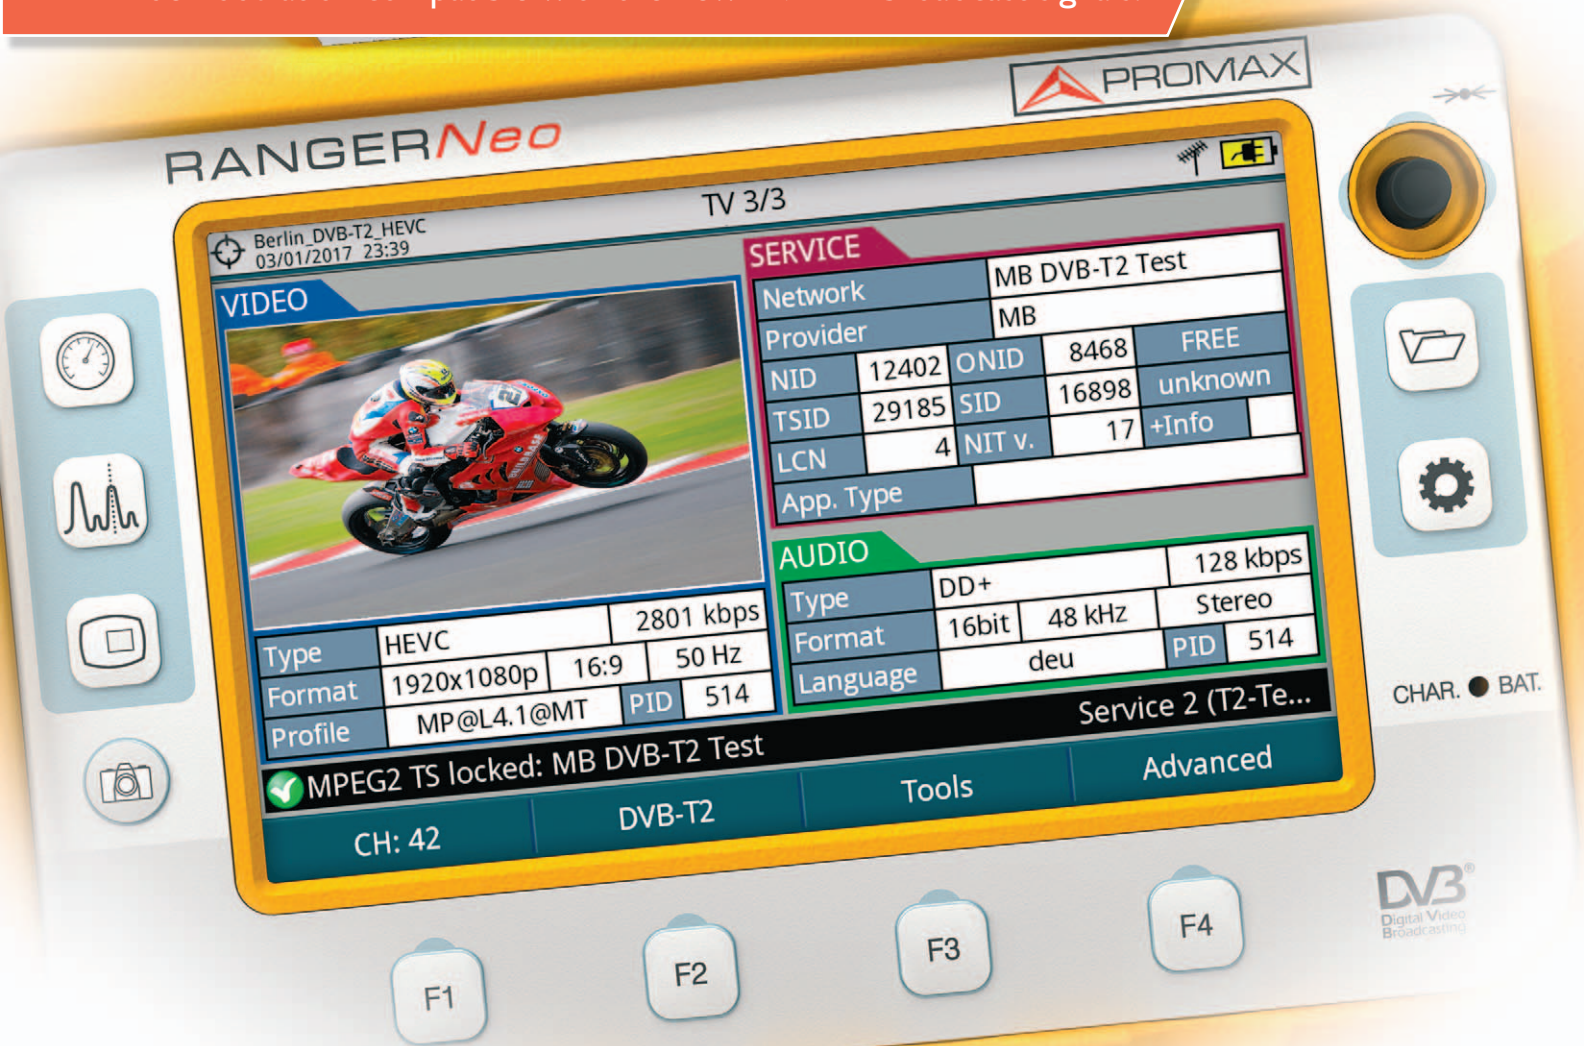 PROMAX
RANGERNeo
Berlin_DVB-T2_HEVC
03/01/2017 23:39
TV 3/3
VIDEO
Type HEVC 2801 kbps
Format 1920x1080p 16:9 50 Hz
Profile MP@L4.1@MT PID 514
SERVICE
Network MB DVB-T2 Test
Provider MB
NID 12402 ONID 8468 FREE
TSID 29185 SID 16898 unknown
LCN 4 NIT v. 17 +Info
App. Type
AUDIO
Type DD+ 128 kbps
Format 16bit 48 kHz Stereo
Language deu PID 514
MPEG2 TS locked: MB DVB-T2 Test Service 2 (T2-Te...
CH: 42 DVB-T2 Tools Advanced
CHAR. BAT.
DVB®
Digital Video
Broadcasting
F1 F2 F3 F4